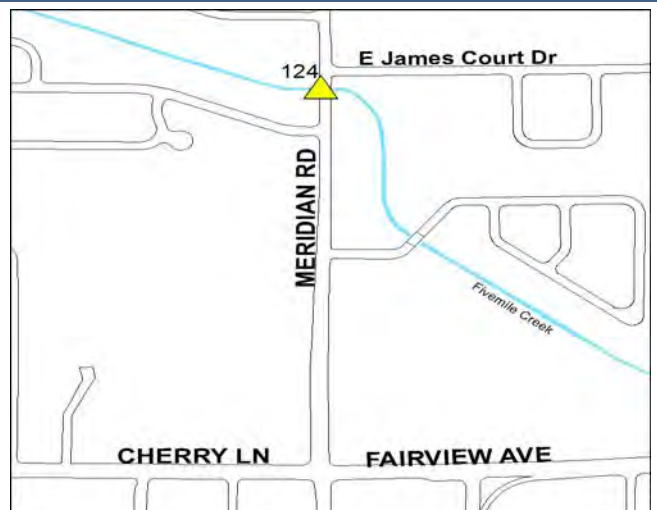 E James Court Dr
124
MERIDIAN RD
Fivemile Creek
CHERRY LN
FAIRVIEW AVE